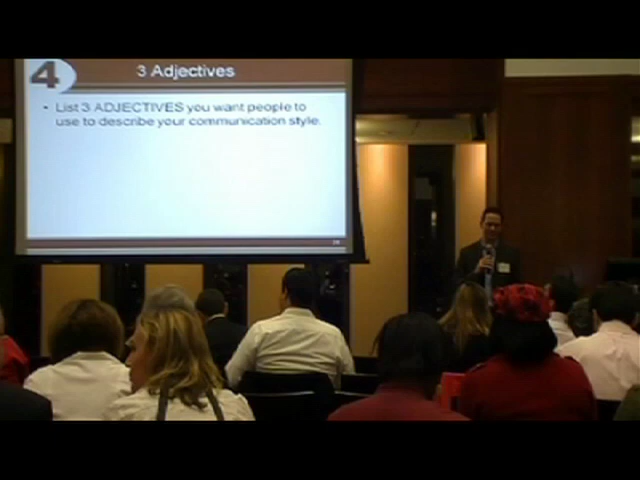 4
3 Adjectives
• List 3 ADJECTIVES you want people to
use to describe your communication style.